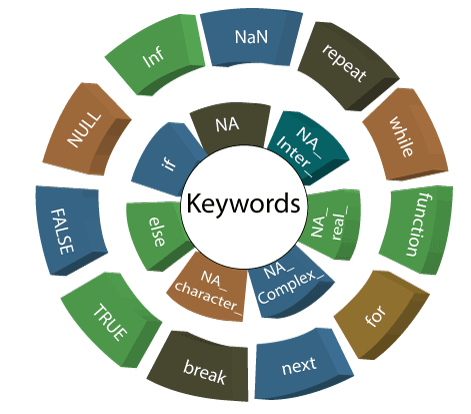 NaN
repeat
while
function
for
next
break
TRUE
FALSE
NULL
Inf
NA
NA_
Inter_
NA_
real_
NA_
Complex_
NA_
character_
else
if
Keywords